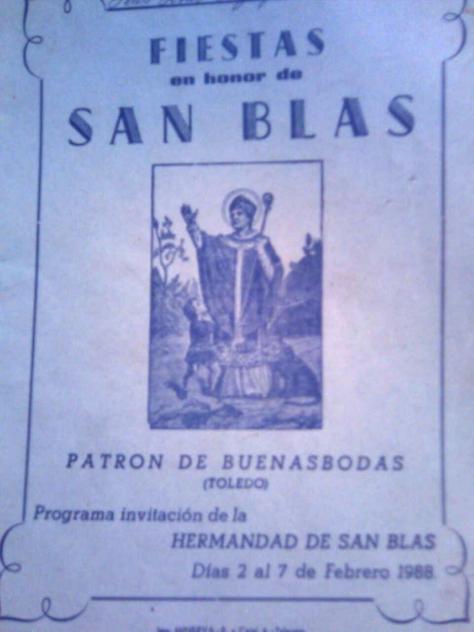 FIESTAS
en honor de
SAN BLAS
PATRON DE BUENASBODAS
(TOLEDO)
Programa invitación de la
HERMANDAD DE SAN BLAS
Días 2 al 7 de Febrero 1988